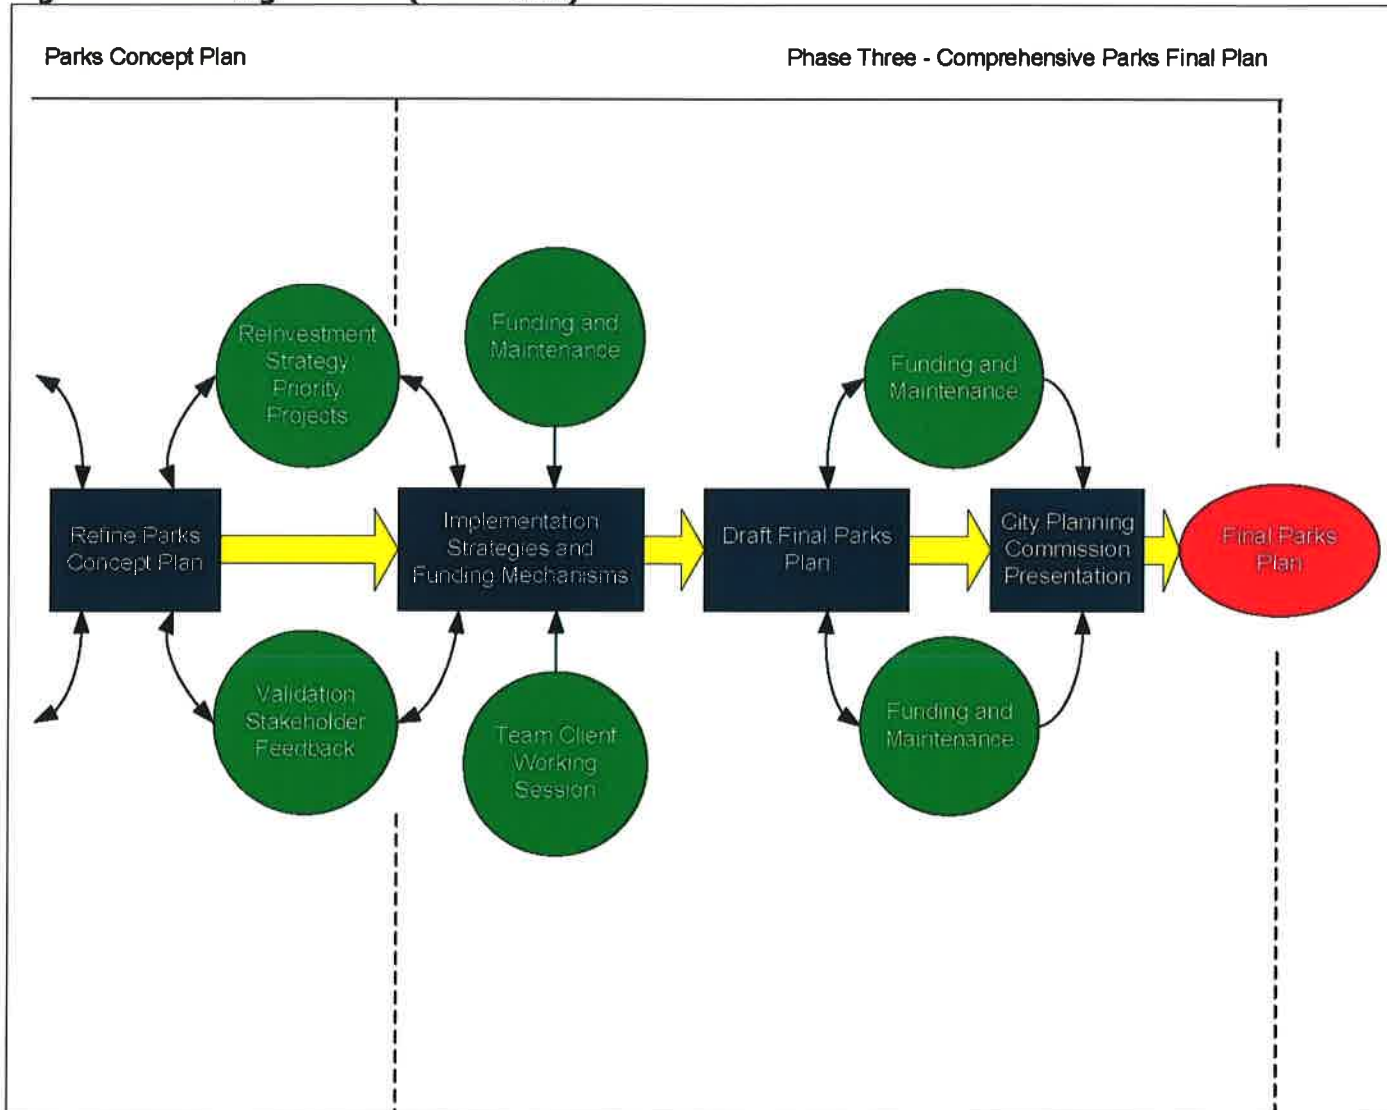 Parks Concept Plan
Phase Three - Comprehensive Parks Final Plan
Reinvestment
Strategy
Priority
Projects
Funding and
Maintenance
Funding and
Maintenance
Refine Parks
Concept Plan
Implementation
Strategies and
Funding Mechanisms
Draft Final Parks
Plan
City Planning
Commission
Presentation
Final Parks
Plan
Validation
Stakeholder
Feedback
Team Client
Working
Session
Funding and
Maintenance